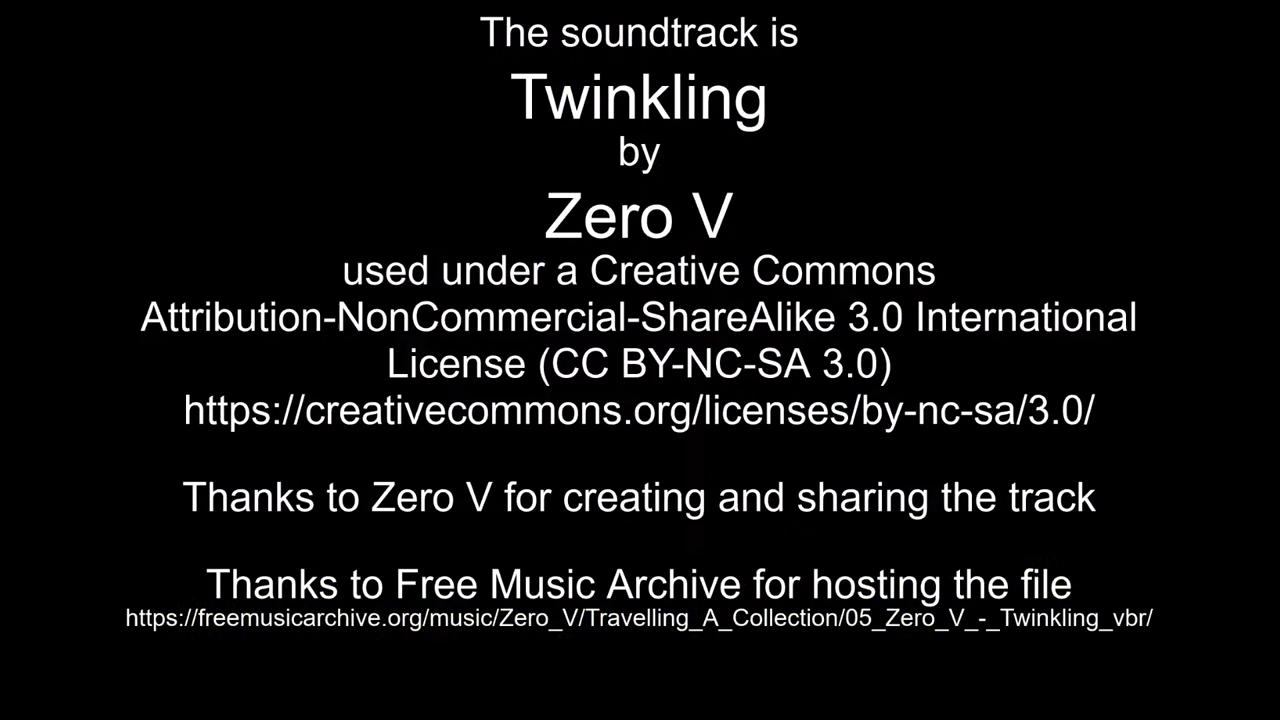 The soundtrack is
Twinkling
by
Zero V
used under a Creative Commons
Attribution-NonCommercial-ShareAlike 3.0 International
License (CC BY-NC-SA 3.0)
https://creativecommons.org/licenses/by-nc-sa/3.0/
Thanks to Zero V for creating and sharing the track
Thanks to Free Music Archive for hosting the file
https://freemusicarchive.org/music/Zero_V/Travelling_A_Collection/05_Zero_V_-_Twinkling_vbr/